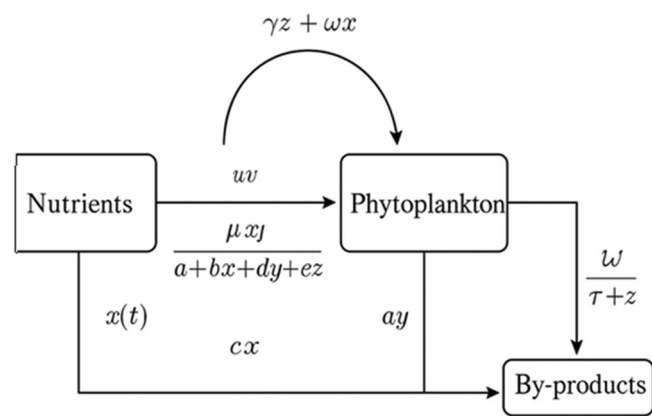 γz + ωx
Nutrients
uv
μxȷ
a+bx+dy+ez
Phytoplankton
ω
τ+z
x(t)
ay
cx
By-products